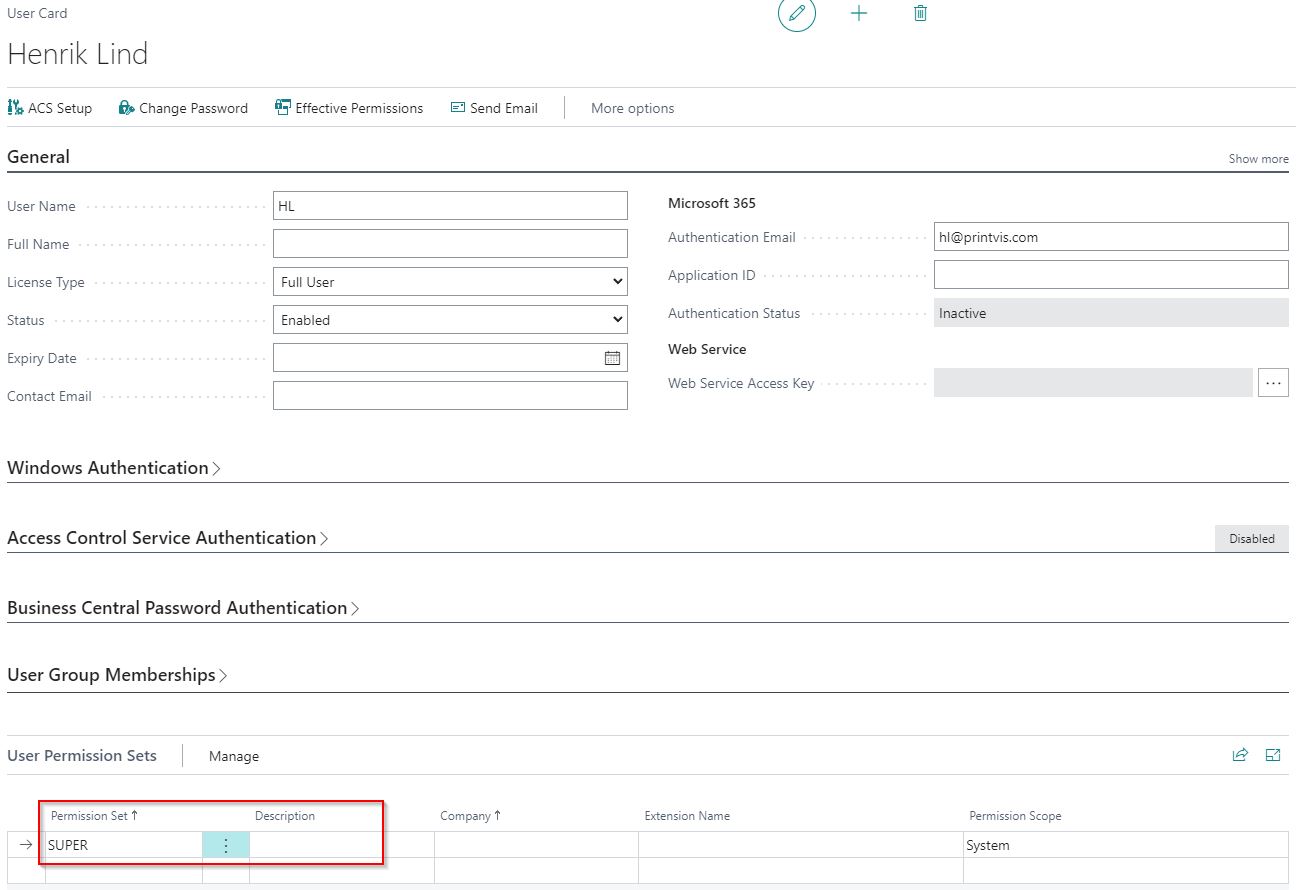 User Card
Henrik Lind
ACS Setup Change Password Effective Permissions Send Email More options
General Show more
User Name HL
Full Name
License Type Full User
Status Enabled
Expiry Date
Contact Email
Microsoft 365
Authentication Email hl@printvis.com
Application ID
Authentication Status Inactive
Web Service
Web Service Access Key ...
Windows Authentication
Access Control Service Authentication Disabled
Business Central Password Authentication
User Group Memberships
User Permission Sets Manage
Permission Set ↑ Description Company ↑ Extension Name Permission Scope
→ SUPER System